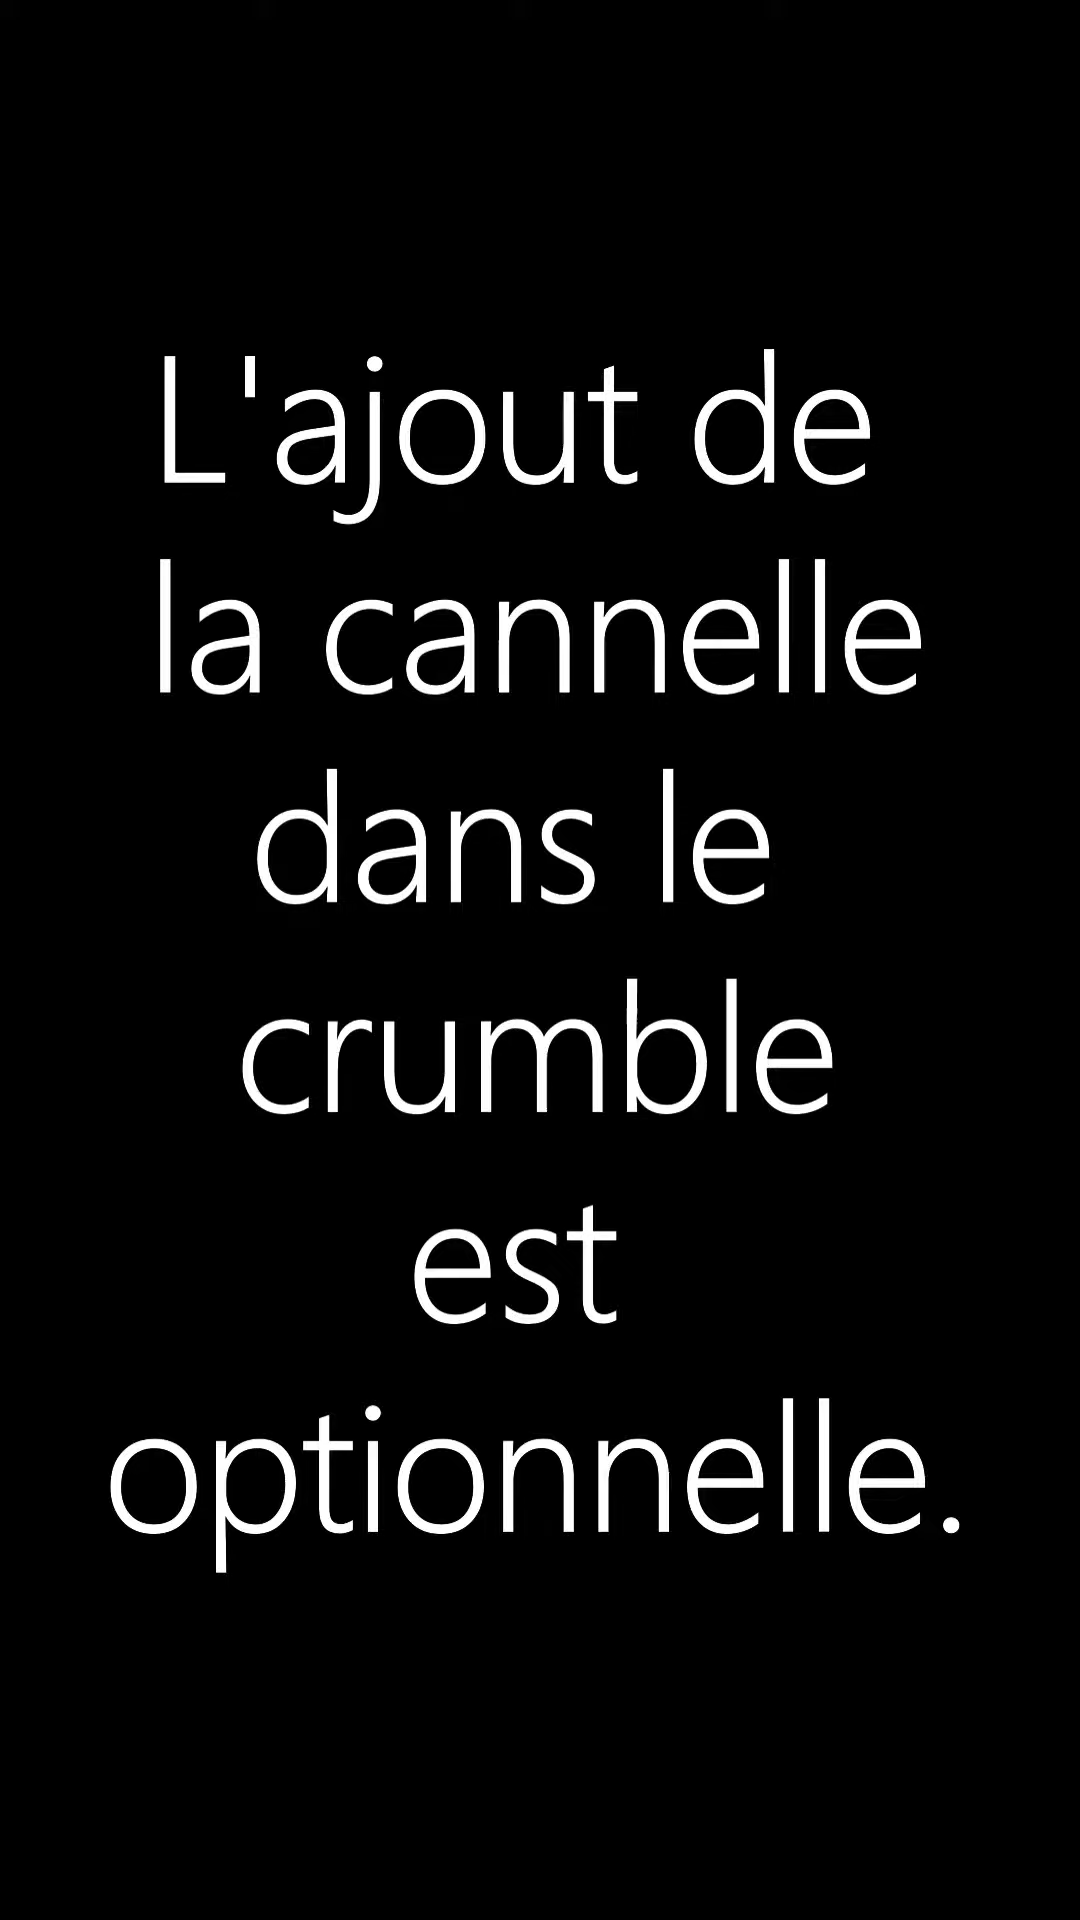 L'ajout de
la cannelle
dans le
crumble
est
optionnelle.